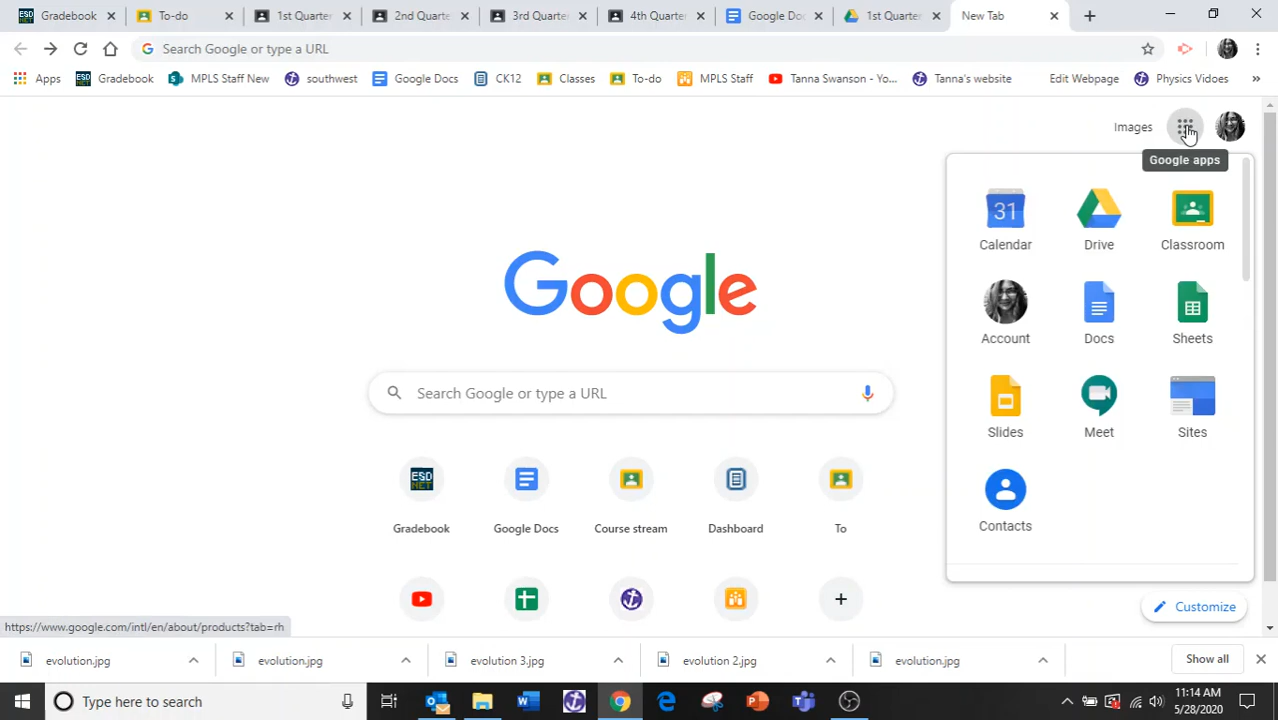 Gradebook
To-do
1st Quarte
2nd Quarte
3rd Quarte
4th Quarte
Google Doc
1st Quarte
New Tab
Search Google or type a URL
Apps
ESD
NET
Gradebook
MPLS Staff New
southwest
Google Docs
CK12
Classes
To-do
MPLS Staff
Tanna Swanson - Yo...
Tanna's website
Edit Webpage
Physics Vidoes
»
Images
Google apps
31
Calendar
Drive
Classroom
Account
Docs
Sheets
Slides
Meet
Sites
Contacts
Google
Search Google or type a URL
ESD
NET
Gradebook
Google Docs
Course stream
Dashboard
To
Customize
https://www.google.com/intl/en/about/products?tab=rh
evolution.jpg
evolution.jpg
evolution 3.jpg
evolution 2.jpg
evolution.jpg
Show all
Type here to search
11:14 AM
5/28/2020